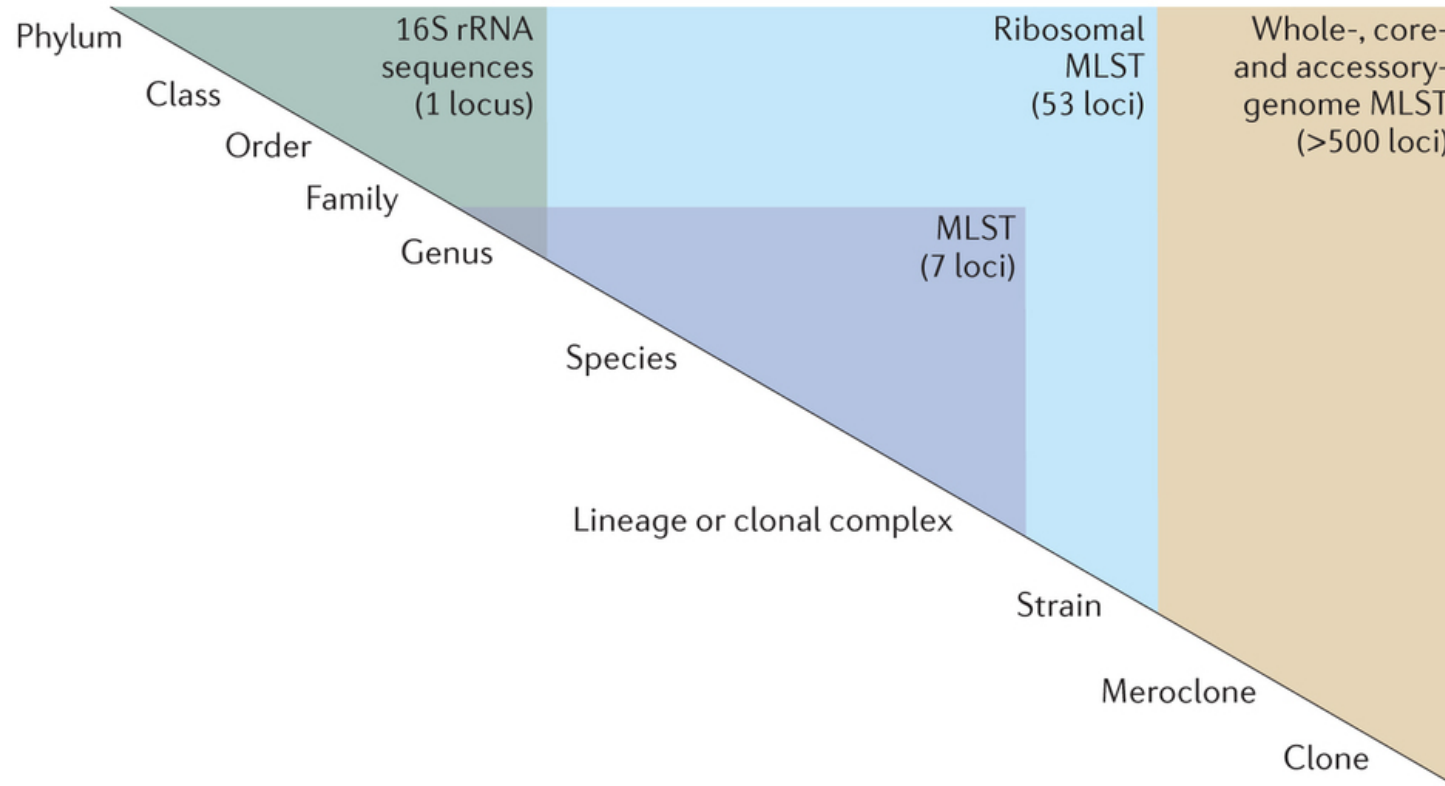 Phylum
Class
Order
Family
Genus
Species
Lineage or clonal complex
Strain
Meroclone
Clone
16S rRNA
sequences
(1 locus)
Ribosomal
MLST
(53 loci)
Whole-, core-
and accessory-
genome MLST
(>500 loci)
MLST
(7 loci)